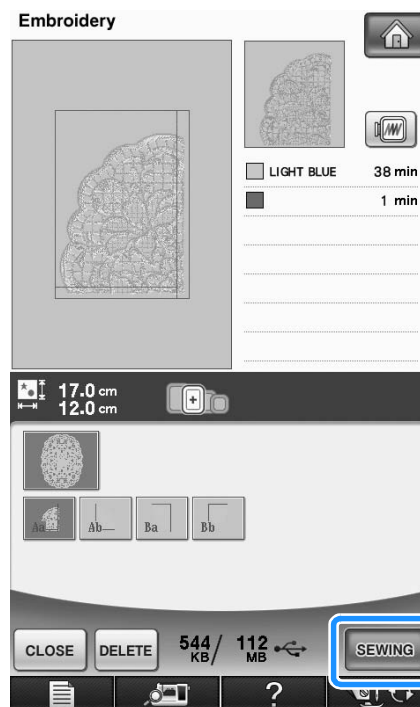 Embroidery
LIGHT BLUE 38 min
1 min
17.0 cm
12.0 cm
Aa
Ab
Ba
Bb
CLOSE
DELETE
544 KB / 112 MB
SEWING
?